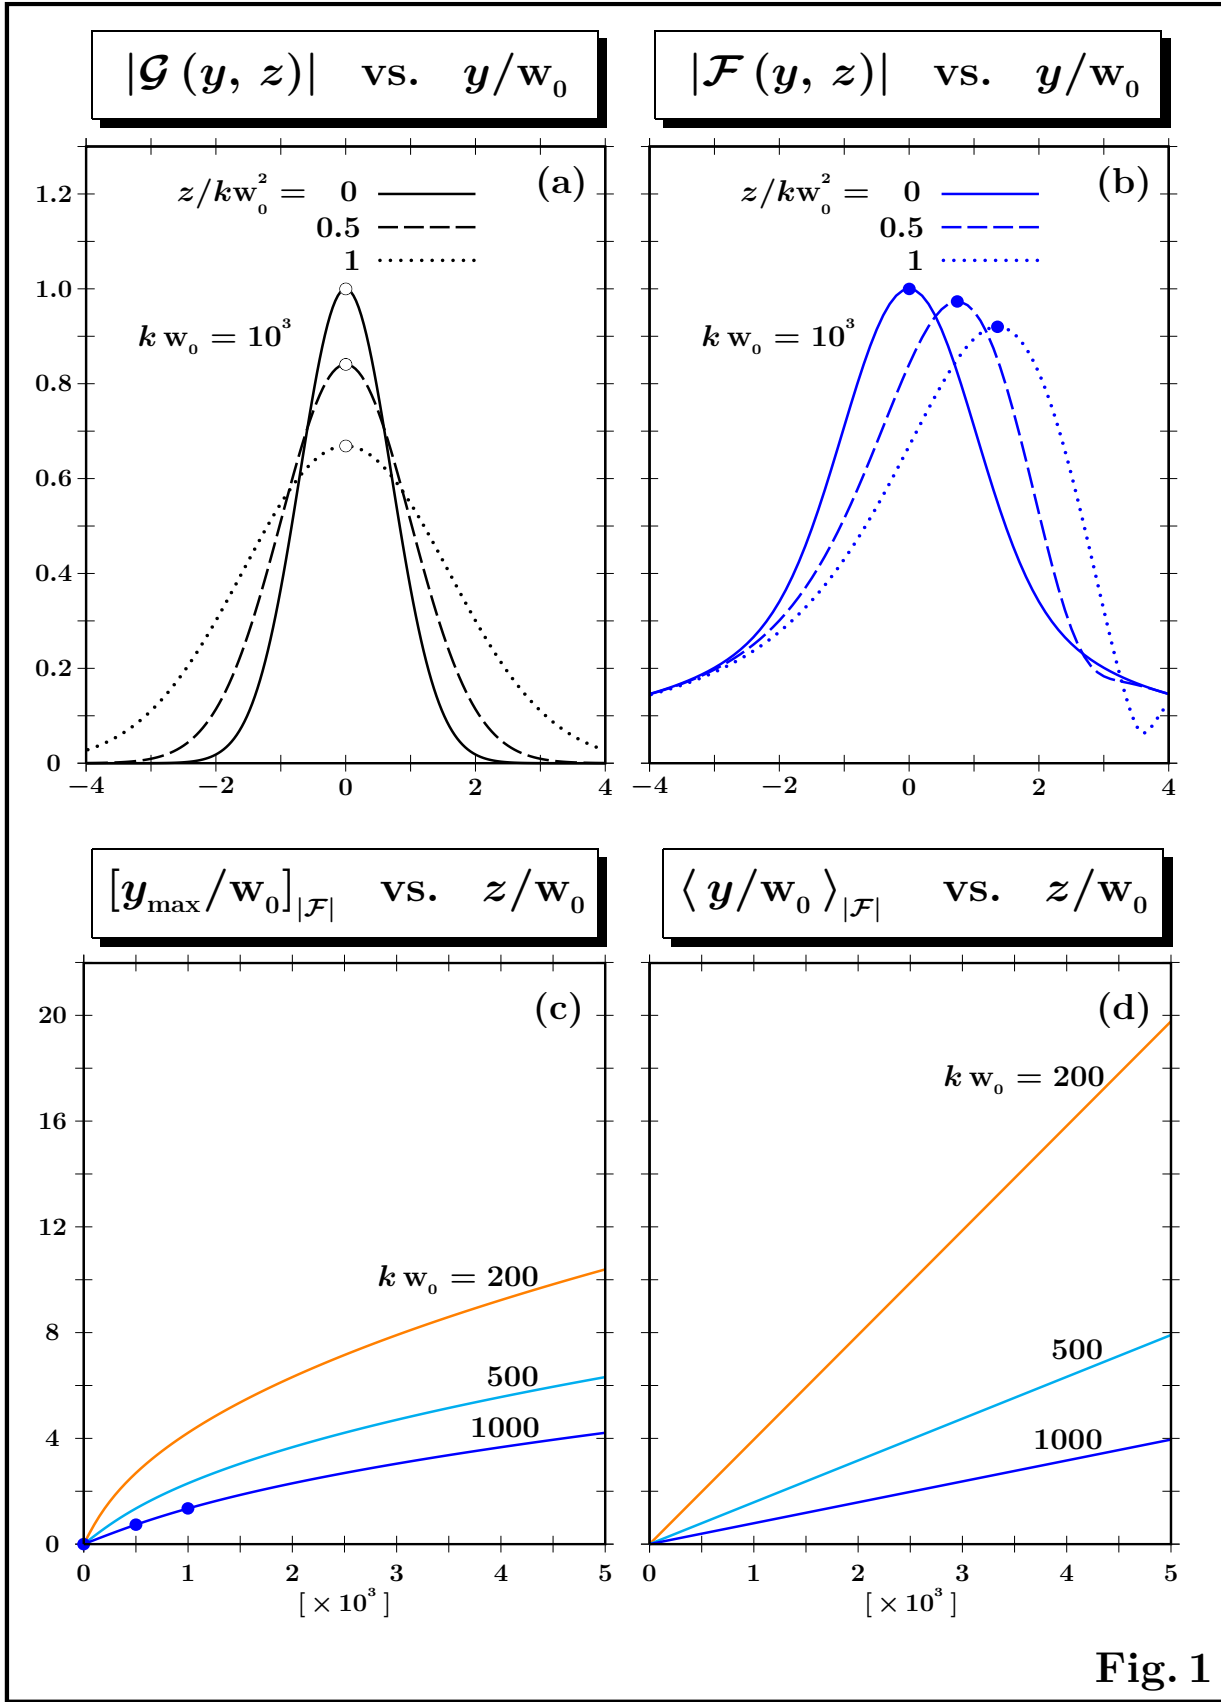 |𝓖(y, z)| vs. y/w₀
|𝓕(y, z)| vs. y/w₀
(a)
z/kw₀² = 0
0.5
1
k w₀ = 10³
1.2
1.0
0.8
0.6
0.4
0.2
0
−4 −2 0 2 4
(b)
z/kw₀² = 0
0.5
1
k w₀ = 10³
−4 −2 0 2 4
[y_max/w₀]_|𝓕| vs. z/w₀
⟨ y/w₀ ⟩_|𝓕| vs. z/w₀
(c)
20
16
12
8
4
0
k w₀ = 200
500
1000
0 1 2 3 4 5
[ × 10³ ]
(d)
k w₀ = 200
500
1000
0 1 2 3 4 5
[ × 10³ ]
Fig. 1